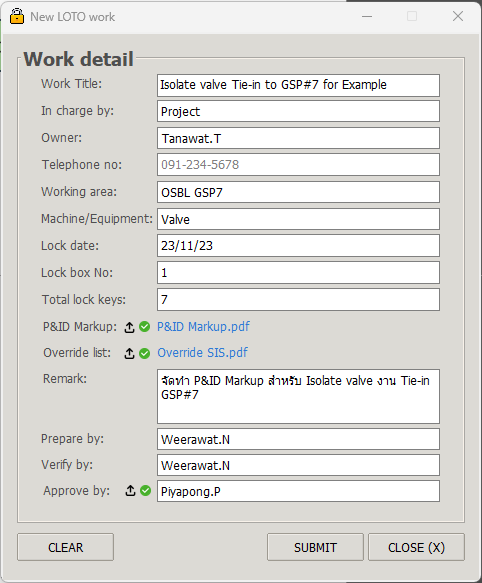 New LOTO work
Work detail
Work Title: Isolate valve Tie-in to GSP#7 for Example
In charge by: Project
Owner: Tanawat.T
Telephone no: 091-234-5678
Working area: OSBL GSP7
Machine/Equipment: Valve
Lock date: 23/11/23
Lock box No: 1
Total lock keys: 7
P&ID Markup: P&ID Markup.pdf
Override list: Override SIS.pdf
Remark: จัดทำ P&ID Markup สำหรับ Isolate valve งาน Tie-in
GSP#7
Prepare by: Weerawat.N
Verify by: Weerawat.N
Approve by: Piyapong.P
CLEAR SUBMIT CLOSE (X)